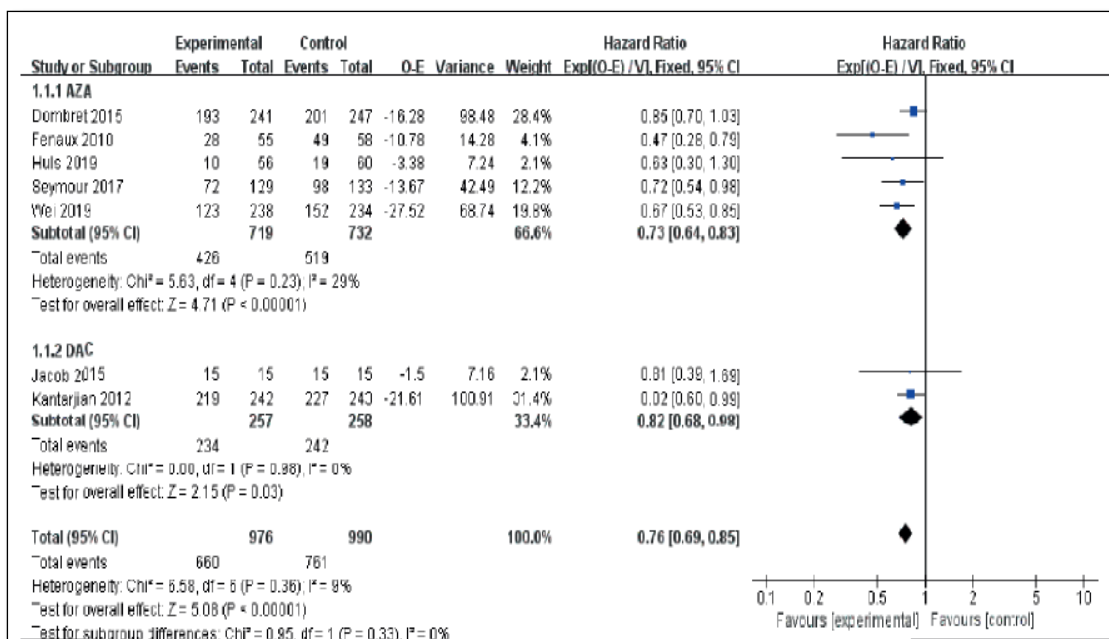 Experimental Control Hazard Ratio Hazard Ratio
Study or Subgroup Events Total Events Total O-E Variance Weight Exp[(O-E) / V], Fixed, 95% CI Exp[(O-E) / V], Fixed, 95% CI
1.1.1 AZA
Dombret 2015 193 241 201 247 -16.28 98.48 28.4% 0.85 [0.70, 1.03]
Fenaux 2010 28 55 49 58 -10.78 14.28 4.1% 0.47 [0.28, 0.79]
Huls 2019 10 56 19 60 -3.38 7.24 2.1% 0.63 [0.30, 1.30]
Seymour 2017 72 129 98 133 -13.67 42.49 12.2% 0.72 [0.54, 0.98]
Wei 2019 123 238 152 234 -27.52 68.74 19.8% 0.67 [0.53, 0.85]
Subtotal (95% CI) 719 732 66.6% 0.73 [0.64, 0.83]
Total events 426 519
Heterogeneity: Chi² = 5.63, df = 4 (P = 0.23); I² = 29%
Test for overall effect: Z = 4.71 (P < 0.00001)
1.1.2 DAC
Jacob 2015 15 15 15 15 -1.5 7.16 2.1% 0.81 [0.39, 1.69]
Kantarjian 2012 219 242 227 243 -21.61 100.91 31.4%
Subtotal (95% CI) 257 258 33.4% 0.82 [0.68, 0.98]
Total events 234 242
Heterogeneity: Chi² = 0.00, df = 1 (P = 0.98); I² = 0%
Test for overall effect: Z = 2.15 (P = 0.03)
Total (95% CI) 976 990 100.0% 0.76 [0.69, 0.85]
Total events 660 761
Heterogeneity: Chi² = 6.58, df = 6 (P = 0.36); I² = 9%
Test for overall effect: Z = 5.08 (P < 0.00001)
Test for subgroup differences: Chi² = 0.95, df = 1 (P = 0.33), I² = 0%
0.1 0.2 0.5 1 2 5 10
Favours [experimental] Favours [control]